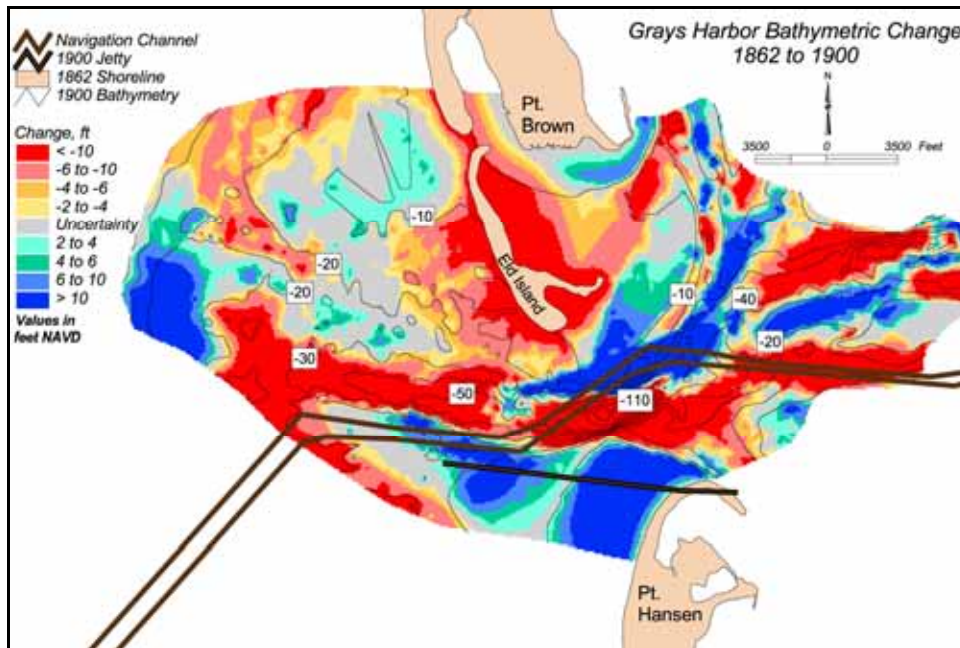 Navigation Channel
1900 Jetty
1862 Shoreline
1900 Bathymetry
Change, ft
< -10
-6 to -10
-4 to -6
-2 to -4
Uncertainty
2 to 4
4 to 6
6 to 10
> 10
Values in
feet NAVD
Grays Harbor Bathymetric Change
1862 to 1900
N
3500 0 3500 Feet
Pt.
Brown
Eld Island
-10
-20
-20
-30
-50
-110
-10
-40
-20
Pt.
Hansen